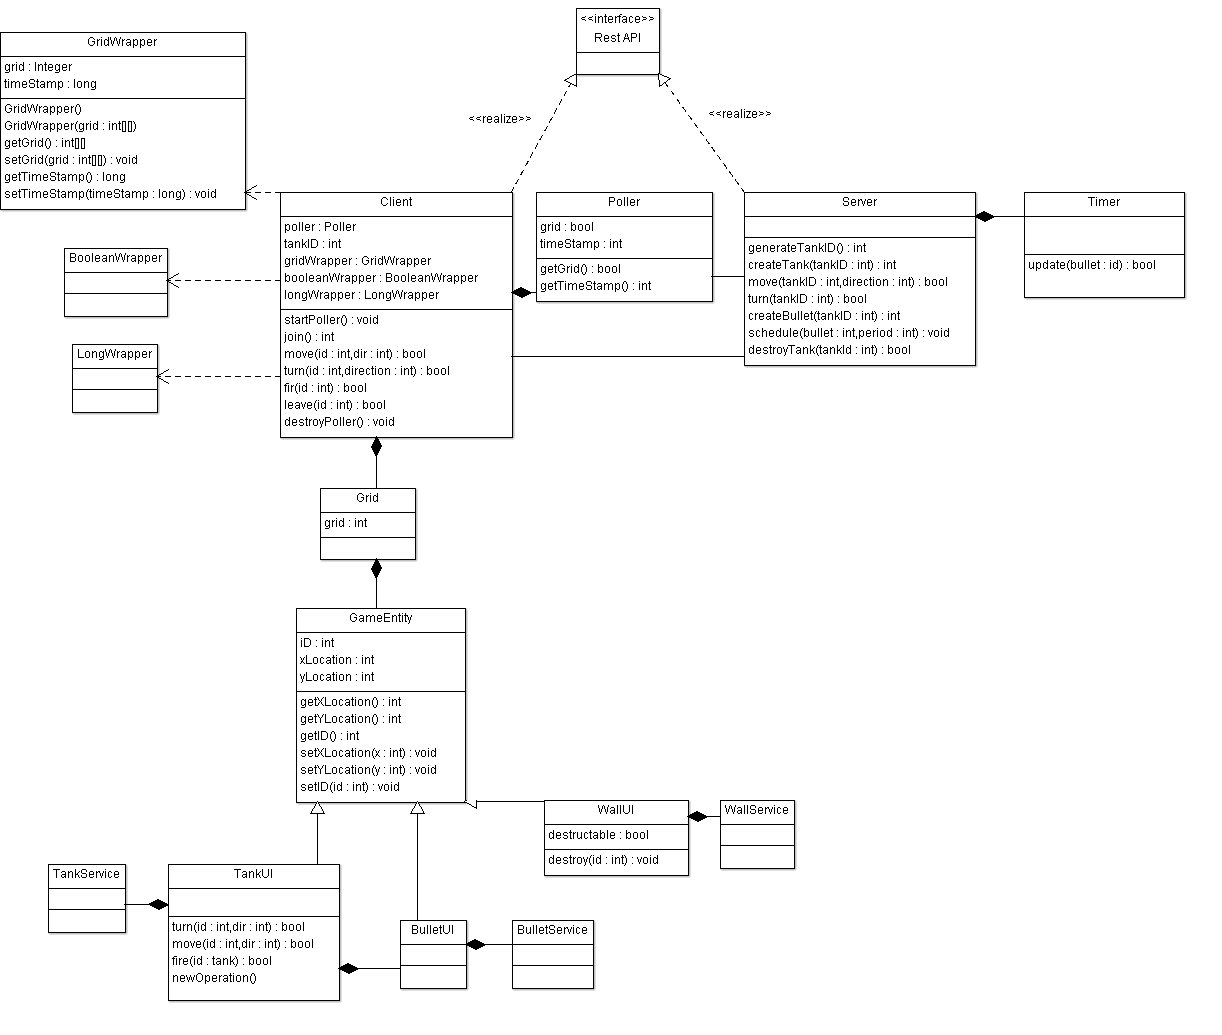 <<interface>>
Rest API
GridWrapper
grid : Integer
timeStamp : long
GridWrapper()
GridWrapper(grid : int[][])
getGrid() : int[][]
setGrid(grid : int[][]) : void
getTimeStamp() : long
setTimeStamp(timeStamp : long) : void
<<realize>>
<<realize>>
Client
poller : Poller
tankID : int
gridWrapper : GridWrapper
booleanWrapper : BooleanWrapper
longWrapper : LongWrapper
startPoller() : void
join() : int
move(id : int,dir : int) : bool
turn(id : int,direction : int) : bool
fir(id : int) : bool
leave(id : int) : bool
destroyPoller() : void
Poller
grid : bool
timeStamp : int
getGrid() : bool
getTimeStamp() : int
Server
generateTankID() : int
createTank(tankID : int) : int
move(tankID : int,direction : int) : bool
turn(tankID : int) : bool
createBullet(tankID : int) : int
schedule(bullet : int,period : int) : void
destroyTank(tankId : int) : bool
Timer
update(bullet : id) : bool
BooleanWrapper
LongWrapper
Grid
grid : int
GameEntity
iD : int
xLocation : int
yLocation : int
getXLocation() : int
getYLocation() : int
getID() : int
setXLocation(x : int) : void
setYLocation(y : int) : void
setID(id : int) : void
WallUI
destructable : bool
destroy(id : int) : void
WallService
TankService
TankUI
turn(id : int,dir : int) : bool
move(id : int,dir : int) : bool
fire(id : tank) : bool
newOperation()
BulletUI
BulletService